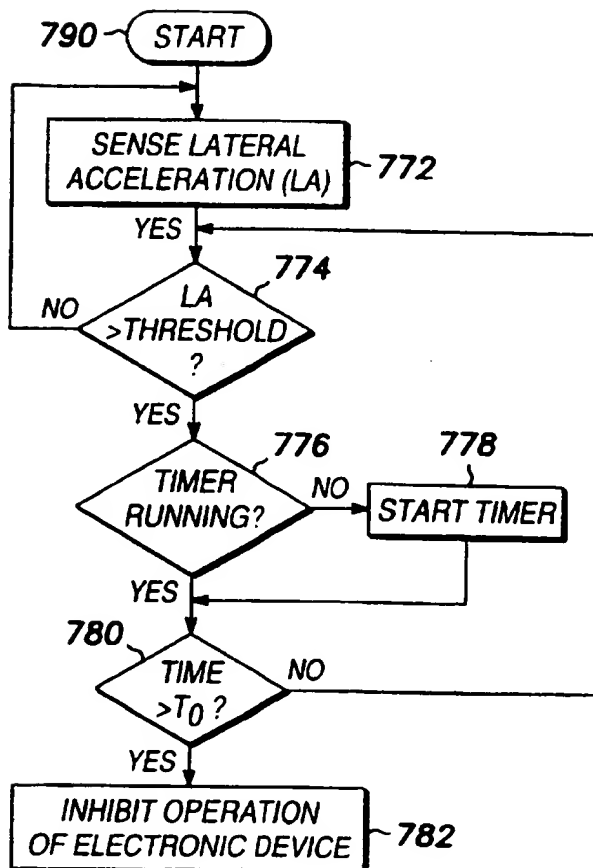 790
START
SENSE LATERAL
ACCELERATION (LA)
772
YES
774
LA
>THRESHOLD
?
NO
YES
776
778
TIMER
RUNNING?
NO
START TIMER
YES
780
TIME
>T0 ?
NO
YES
INHIBIT OPERATION
OF ELECTRONIC DEVICE
782